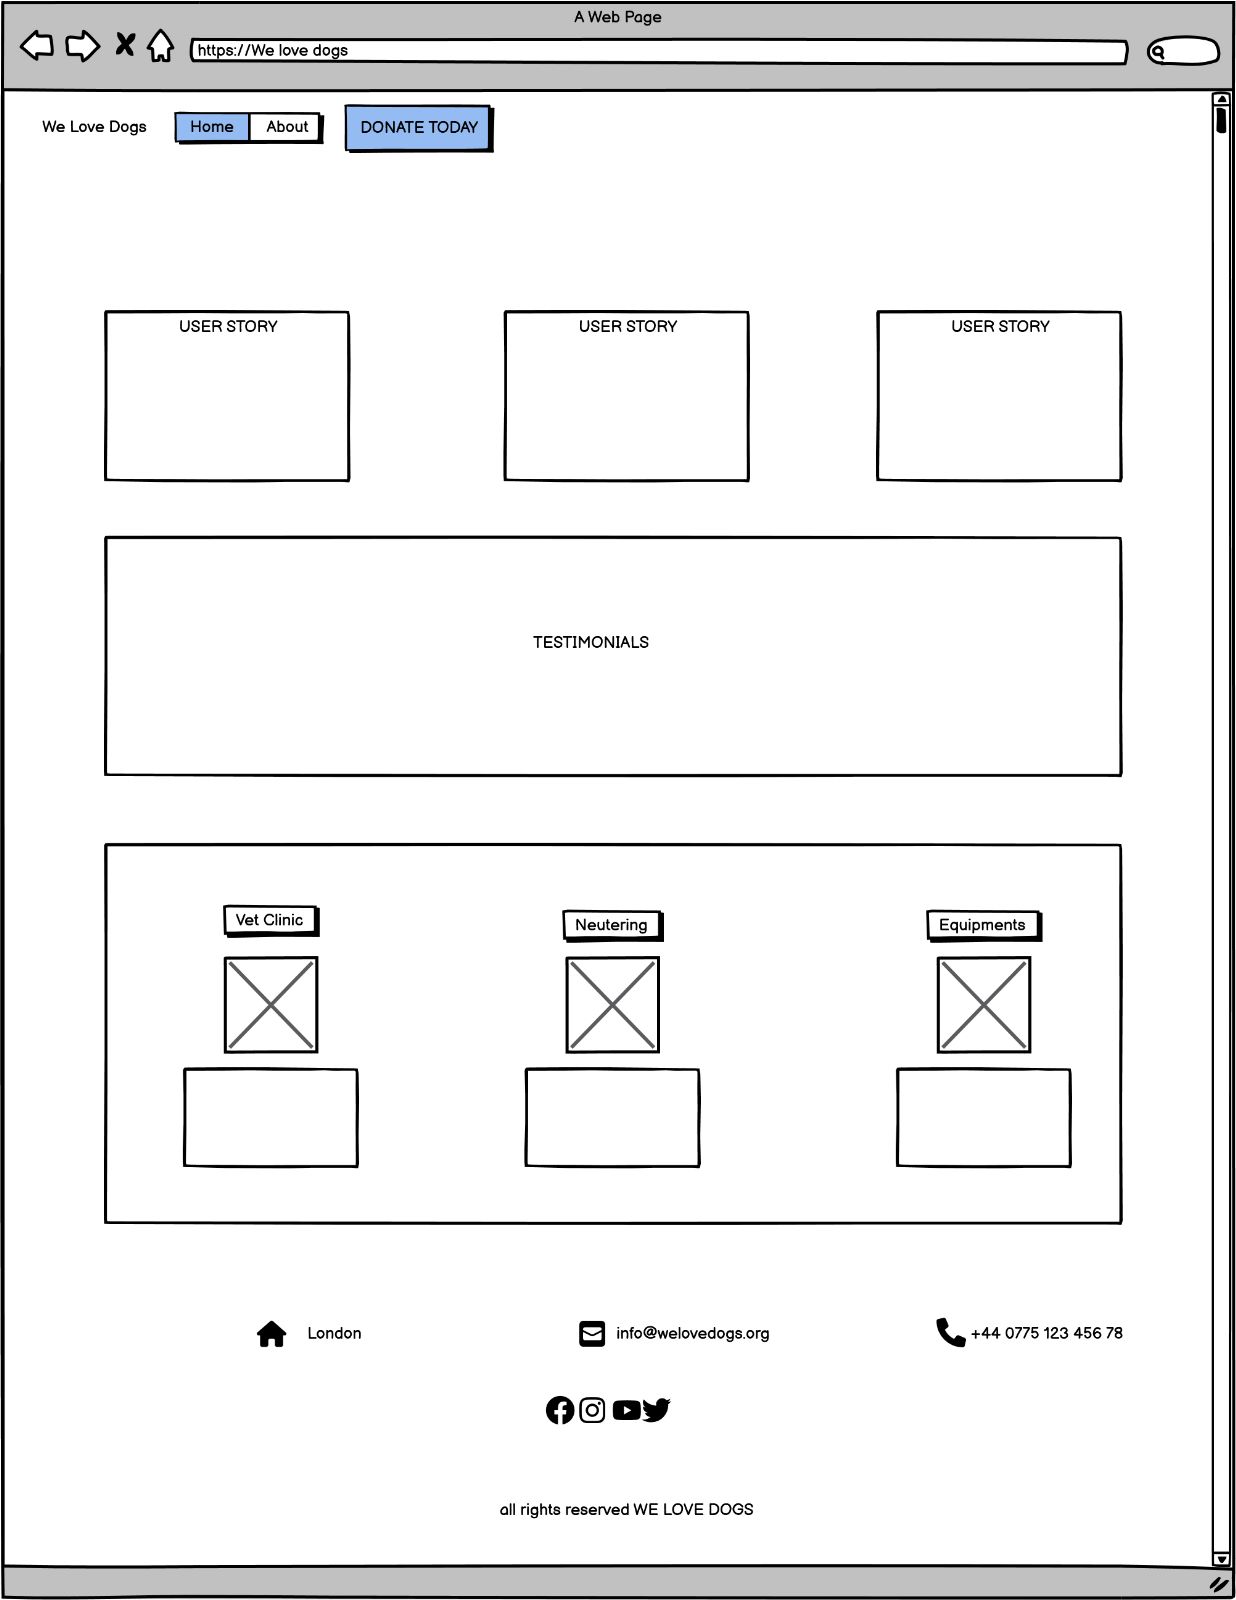 A Web Page
https://We love dogs
We Love Dogs Home About DONATE TODAY
USER STORY USER STORY USER STORY
TESTIMONIALS
Vet Clinic Neutering Equipments
London info@welovedogs.org +44 0775 123 456 78
all rights reserved WE LOVE DOGS